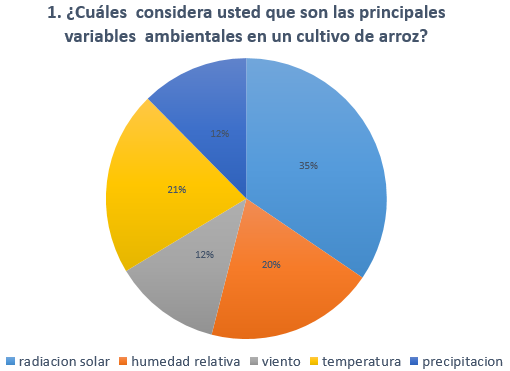 1. ¿Cuáles  considera usted que son las principales
variables  ambientales en un cultivo de arroz?
12%
35%
21%
12%
20%
radiacion solar humedad relativa viento temperatura precipitacion